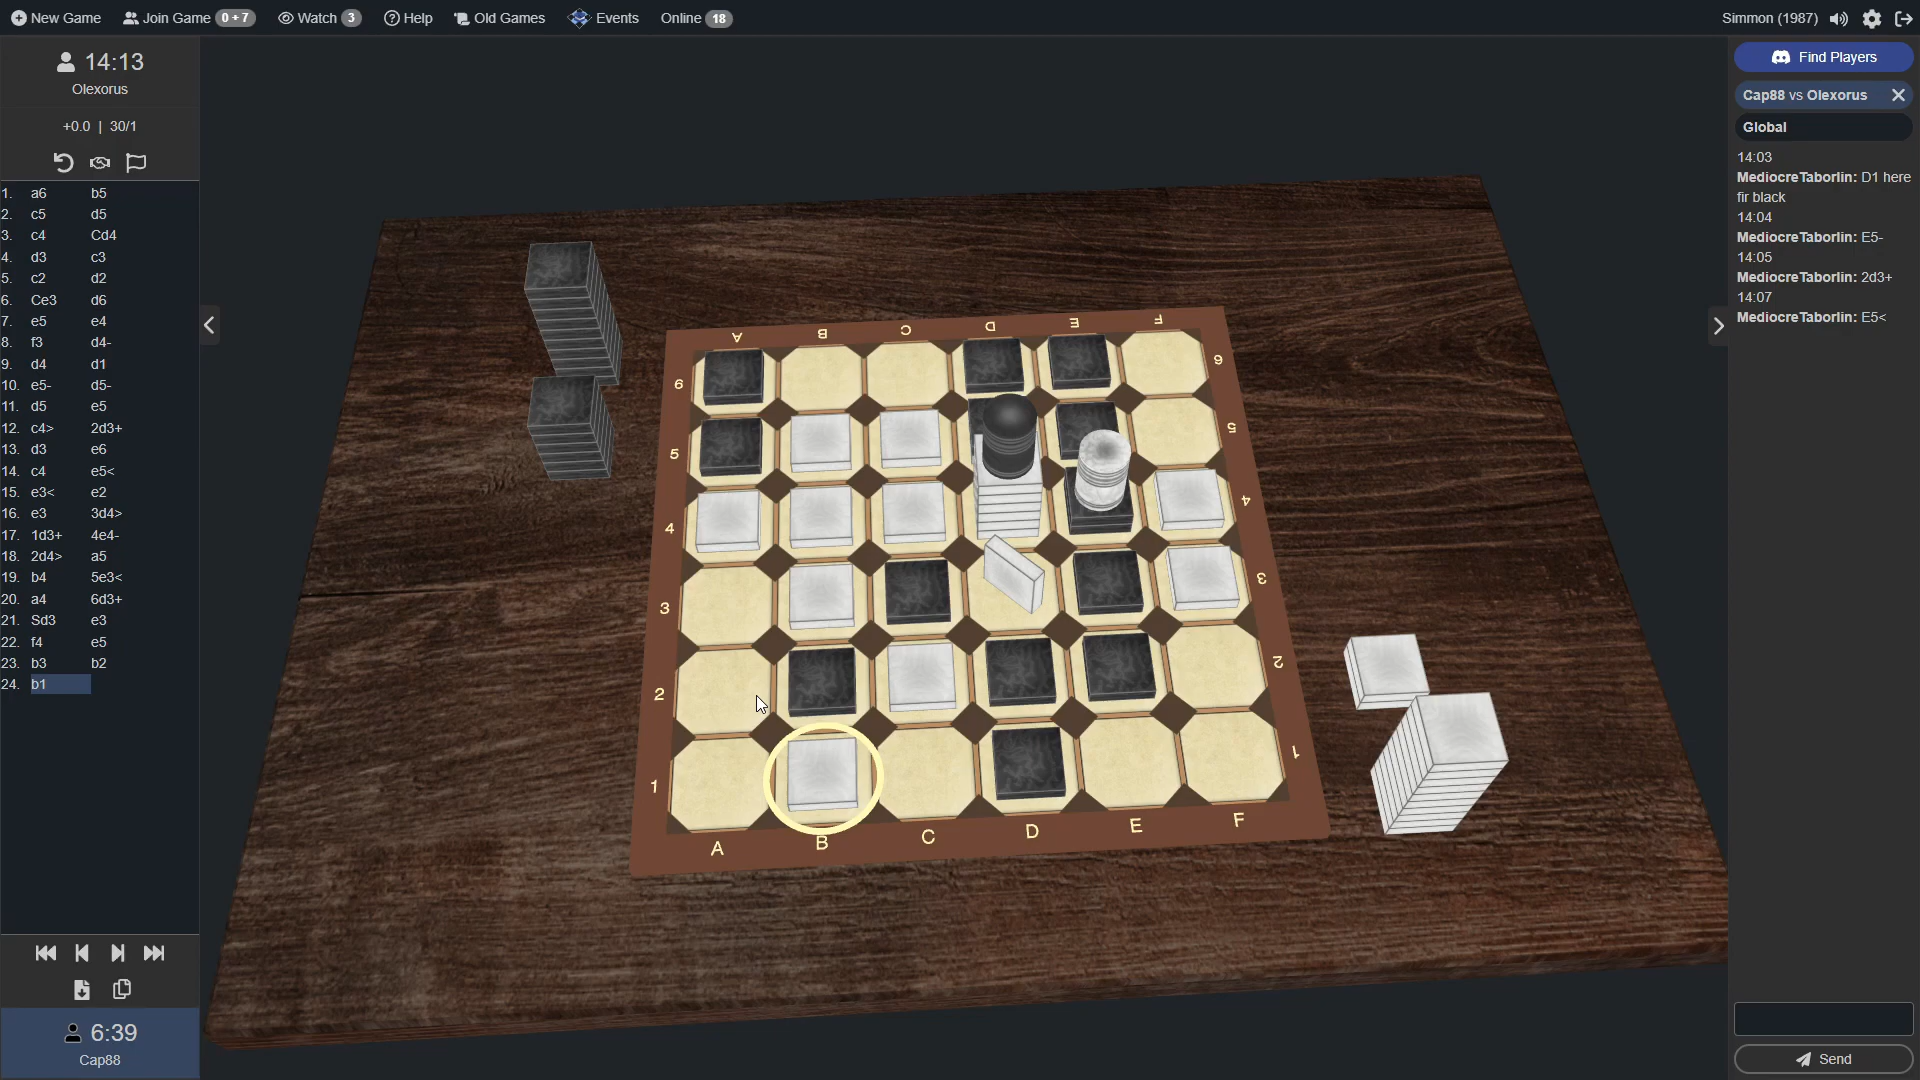 New Game Join Game 0+7 Watch 3 Help Old Games Events Online 18 Simmon (1987)
14:13
Olexorus
+0.0 | 30/1
1. a6 b5
2. c5 d5
3. c4 Cd4
4. d3 c3
5. c2 d2
6. Ce3 d6
7. e5 e4
8. f3 d4-
9. d4 d1
10. e5- d5-
11. d5 e5
12. c4> 2d3+
13. d3 e6
14. c4 e5<
15. e3< e2
16. e3 3d4>
17. 1d3+ 4e4-
18. 2d4> a5
19. b4 5e3<
20. a4 6d3+
21. Sd3 e3
22. f4 e5
23. b3 b2
24. b1
6:39
Cap88
A B C D E F
6 6
5 5
4 4
3 3
2 2
1 1
A B C D E F
Find Players
Cap88 vs Olexorus
Global
14:03
MediocreTaborlin: D1 here
fir black
14:04
MediocreTaborlin: E5-
14:05
MediocreTaborlin: 2d3+
14:07
MediocreTaborlin: E5<
Send